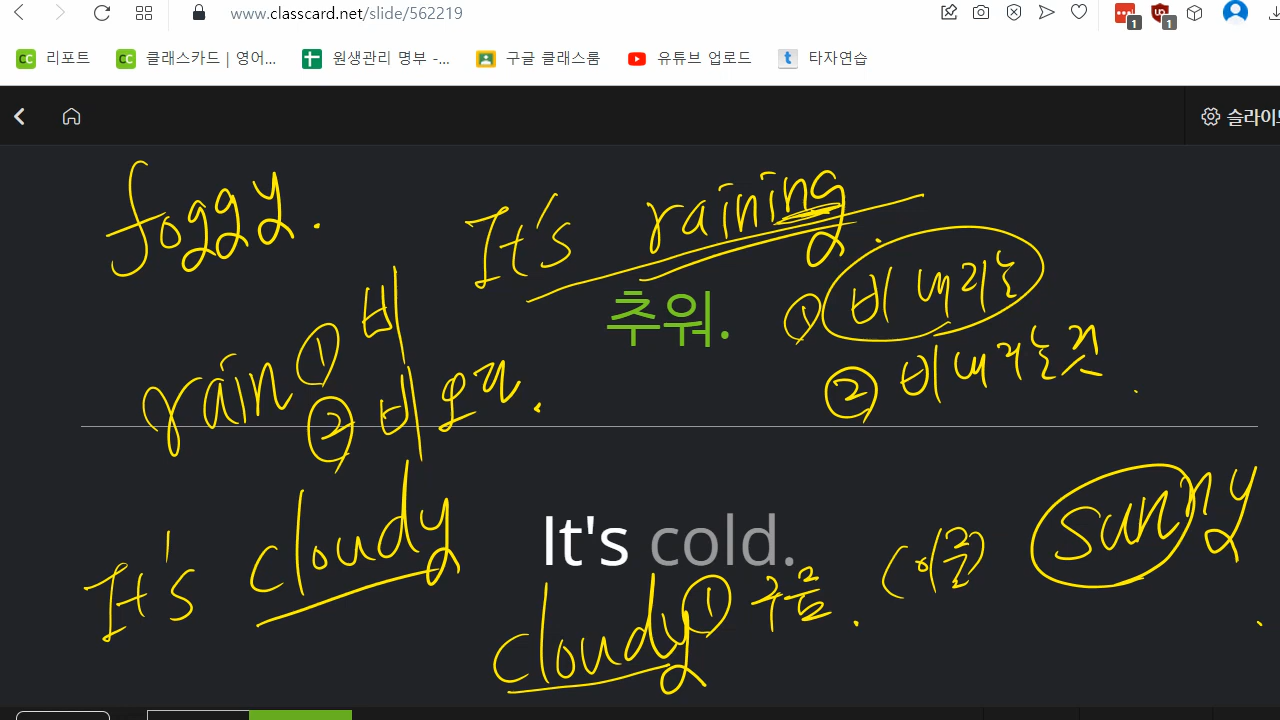 www.classcard.net/slide/562219
리포트 클래스카드 | 영어... 원생관리 명부 -... 구글 클래스룸 유튜브 업로드 타자연습
슬라이드
foggy.
It's raining.
추워.
① 비 내리는
② 비 내리는 것.
rain ① 비
② 비 오다.
It's cloudy
It's cold.
cloudy ① 구름.
sunny.